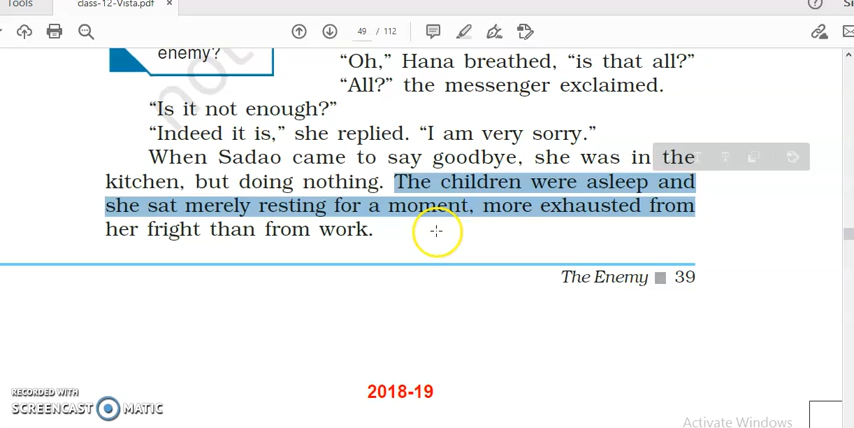 Tools
class-12-Vista.pdf
49 / 112
enemy?
not
“Oh,” Hana breathed, “is that all?”
“All?” the messenger exclaimed.
“Is it not enough?”
“Indeed it is,” she replied. “I am very sorry.”
When Sadao came to say goodbye, she was in the
kitchen, but doing nothing. The children were asleep and
she sat merely resting for a moment, more exhausted from
her fright than from work.
The Enemy 39
2018-19
RECORDED WITH
SCREENCAST MATIC
Activate Windows